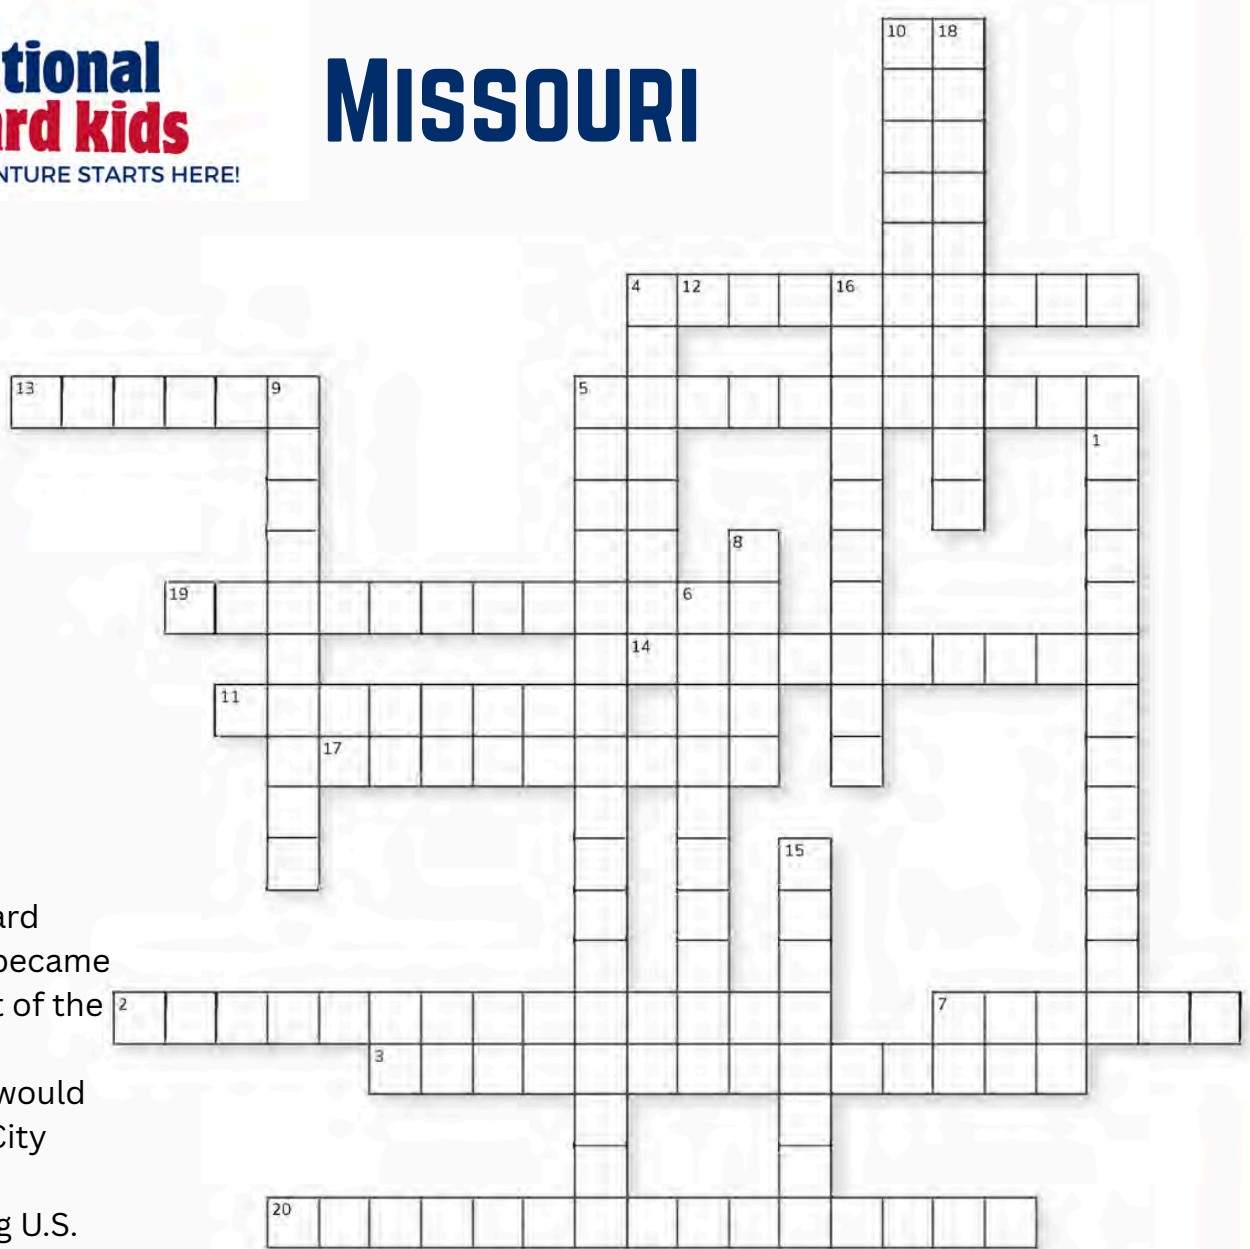 tional
ard kids
NTURE STARTS HERE!
MISSOURI
10 18
4 12 16
13 9 5
1
8
19 6
14
11
17
15
ard
became
t of the
2 7
3
would
City
20
g U.S.